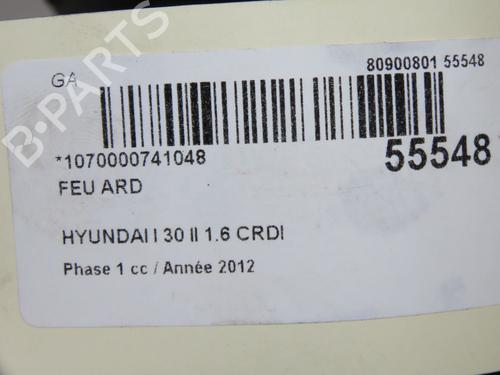 GA
80900801 55548
*1070000741048
55548
FEU ARD
HYUNDAI I 30 II 1.6 CRDI
Phase 1 cc / Année 2012
B-PARTS